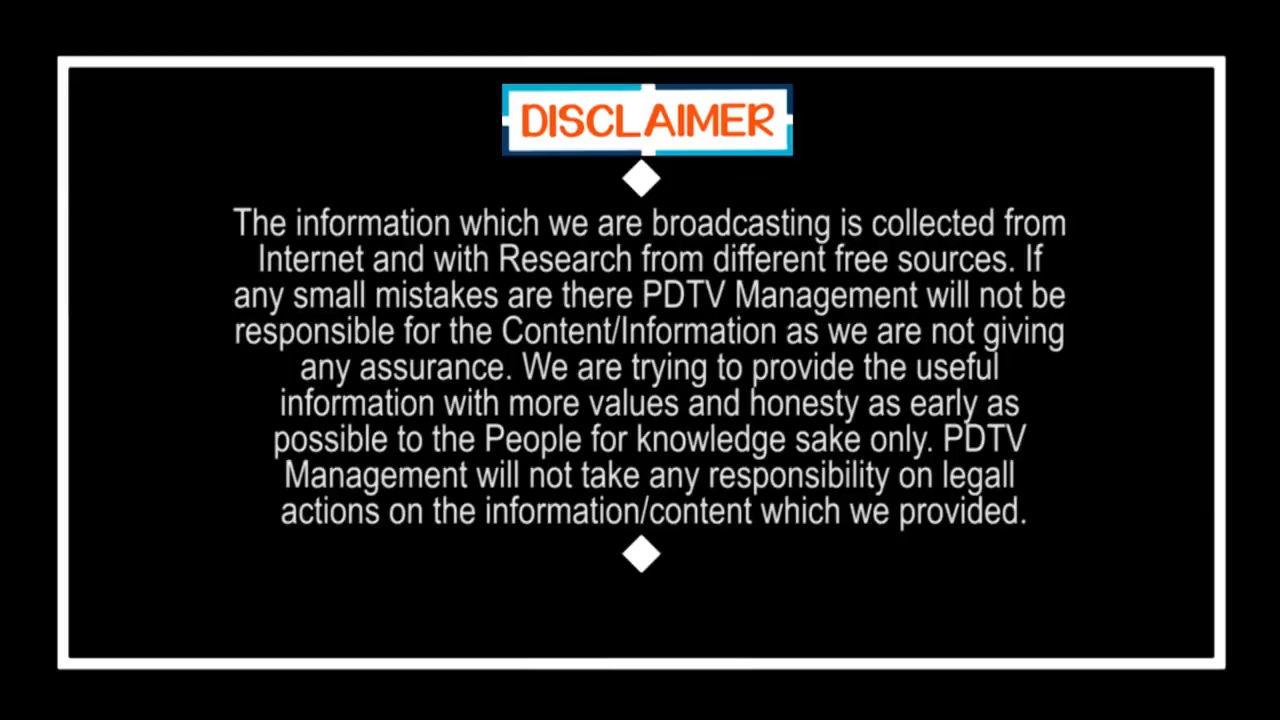 DISCLAIMER
The information which we are broadcasting is collected from
Internet and with Research from different free sources. If
any small mistakes are there PDTV Management will not be
responsible for the Content/Information as we are not giving
any assurance. We are trying to provide the useful
information with more values and honesty as early as
possible to the People for knowledge sake only. PDTV
Management will not take any responsibility on legall
actions on the information/content which we provided.